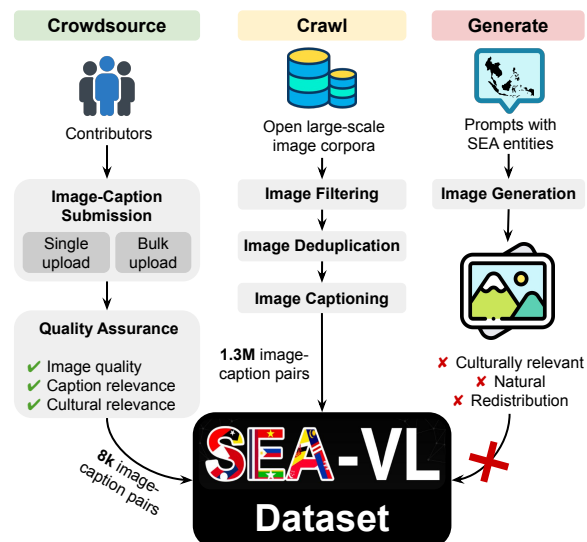 Crowdsource
Contributors
Image-Caption
Submission
Single
upload
Bulk
upload
Quality Assurance
✔ Image quality
✔ Caption relevance
✔ Cultural relevance
8k image-
caption pairs
Crawl
Open large-scale
image corpora
Image Filtering
Image Deduplication
Image Captioning
1.3M image-
caption pairs
Generate
Prompts with
SEA entities
Image Generation
✘ Culturally relevant
✘ Natural
✘ Redistribution
SEA-VL
Dataset